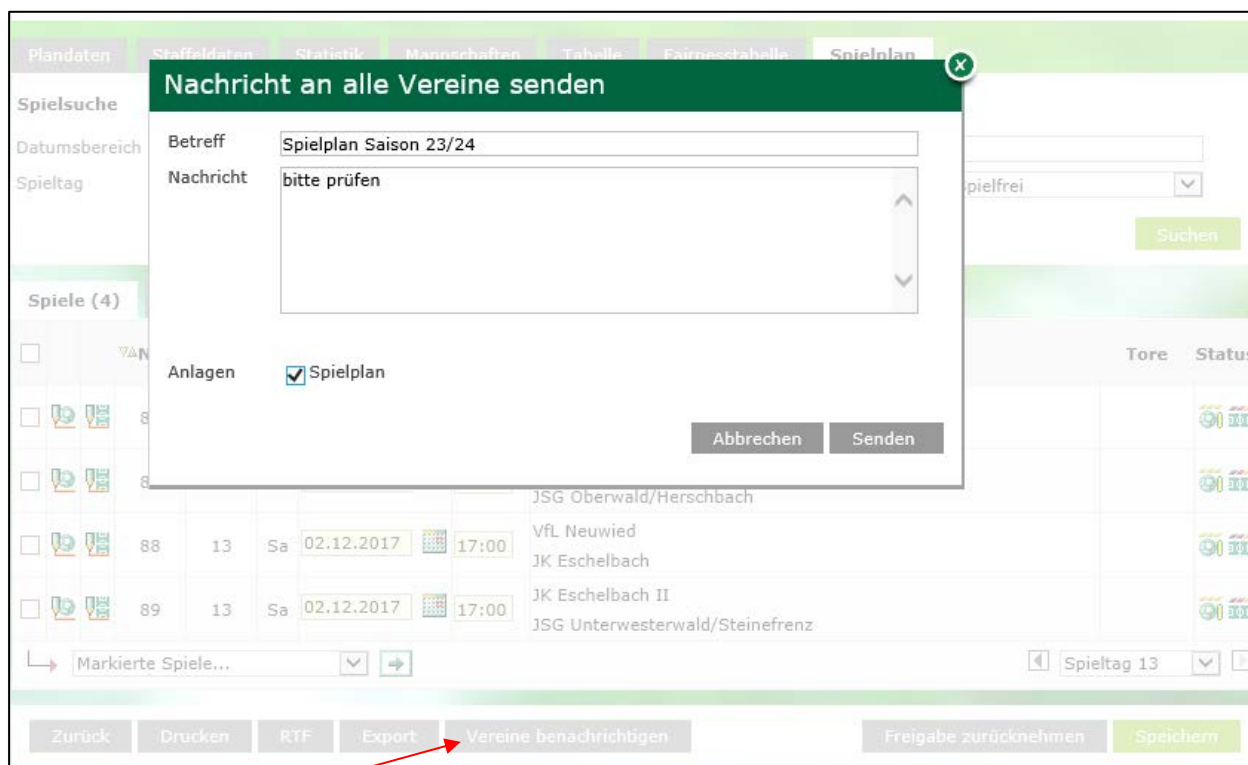 Plandaten Staffeldaten Statistik Mannschaften Tabelle Fairnesstabelle Spielplan
Nachricht an alle Vereine senden
x
Spielsuche
Datumsbereich
Spieltag
Betreff Spielplan Saison 23/24
Nachricht bitte prüfen
pielfrei
Suchen
Spiele (4)
Tore Status
Anlagen Spielplan
Abbrechen Senden
JSG Oberwald/Herschbach
88 13 Sa 02.12.2017 17:00 VfL Neuwied
JK Eschelbach
89 13 Sa 02.12.2017 17:00 JK Eschelbach II
JSG Unterwesterwald/Steinefrenz
Markierte Spiele... Spieltag 13
Zurück Drucken RTF Export Vereine benachrichtigen Freigabe zurücknehmen Speichern